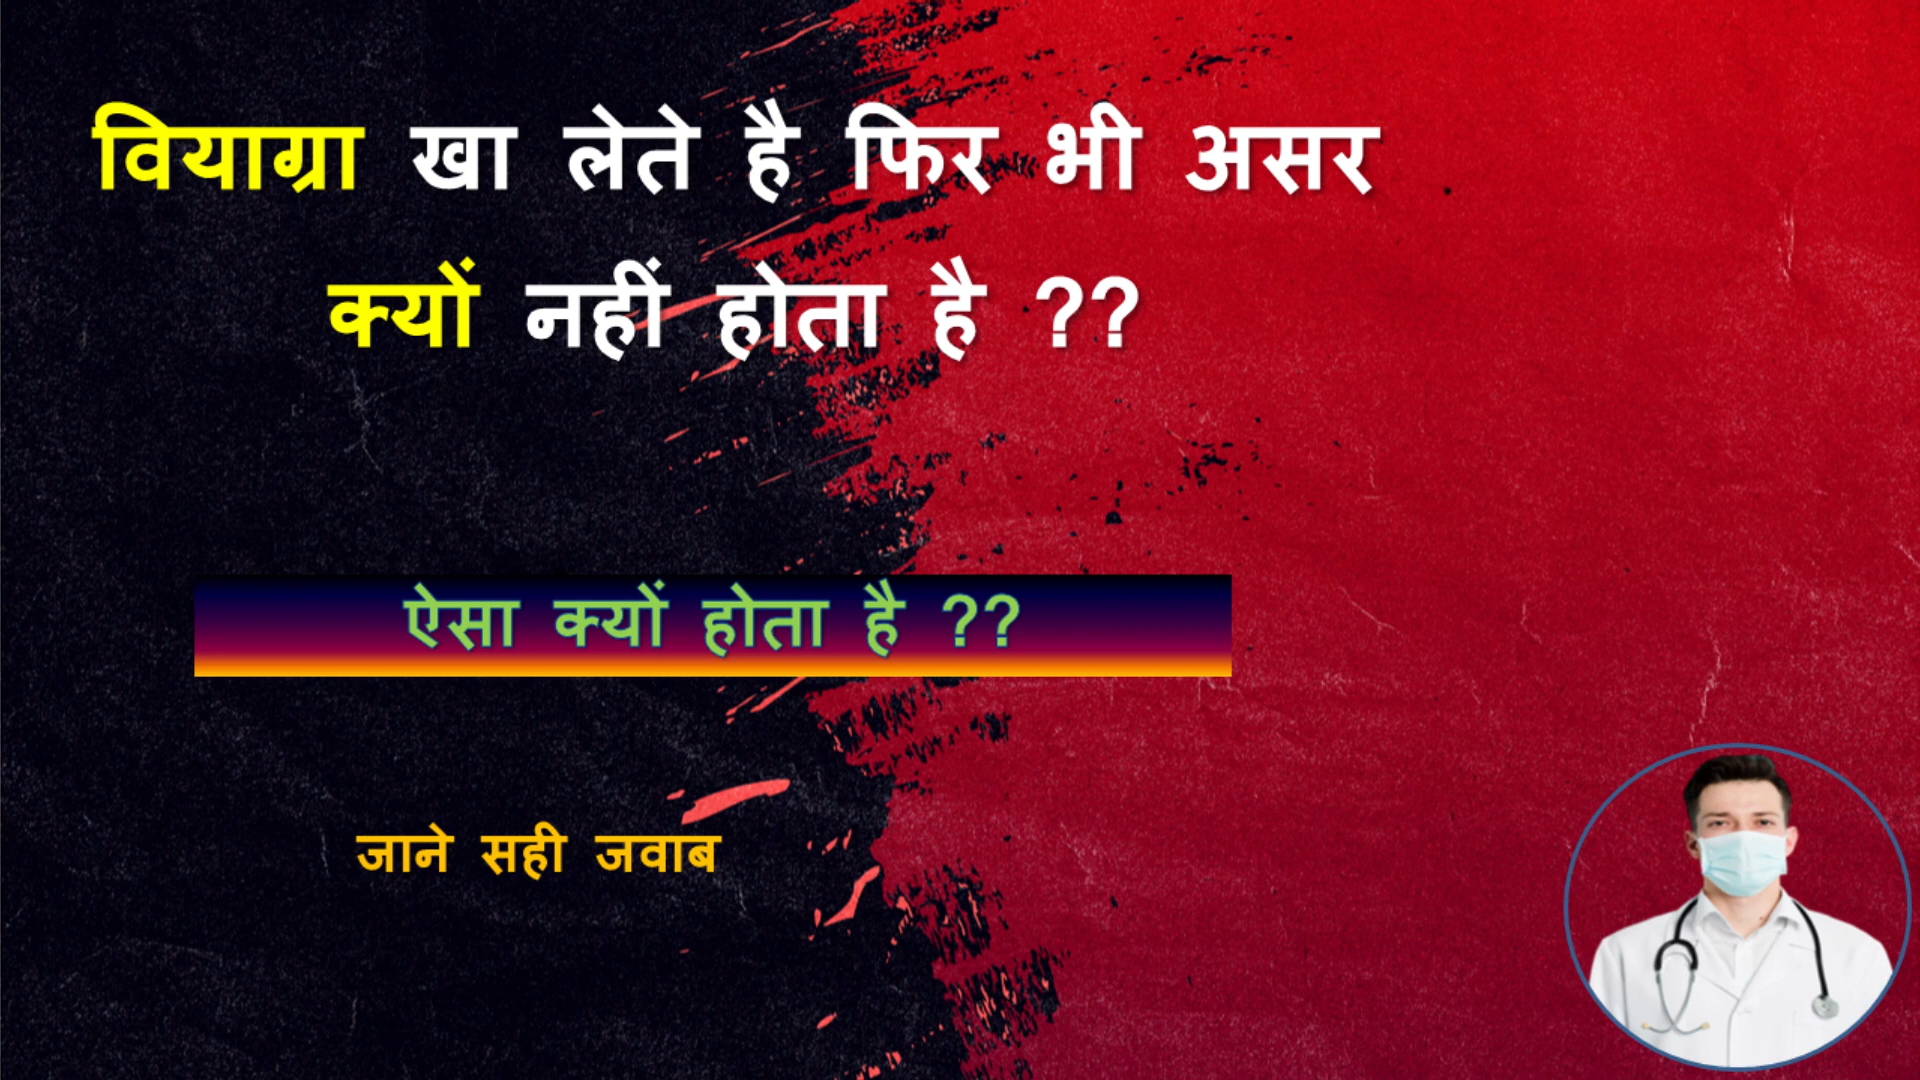 वियाग्रा खा लेते है फिर भी असर
क्यों नहीं होता है ??
ऐसा क्यों होता है ??
जाने सही जवाब